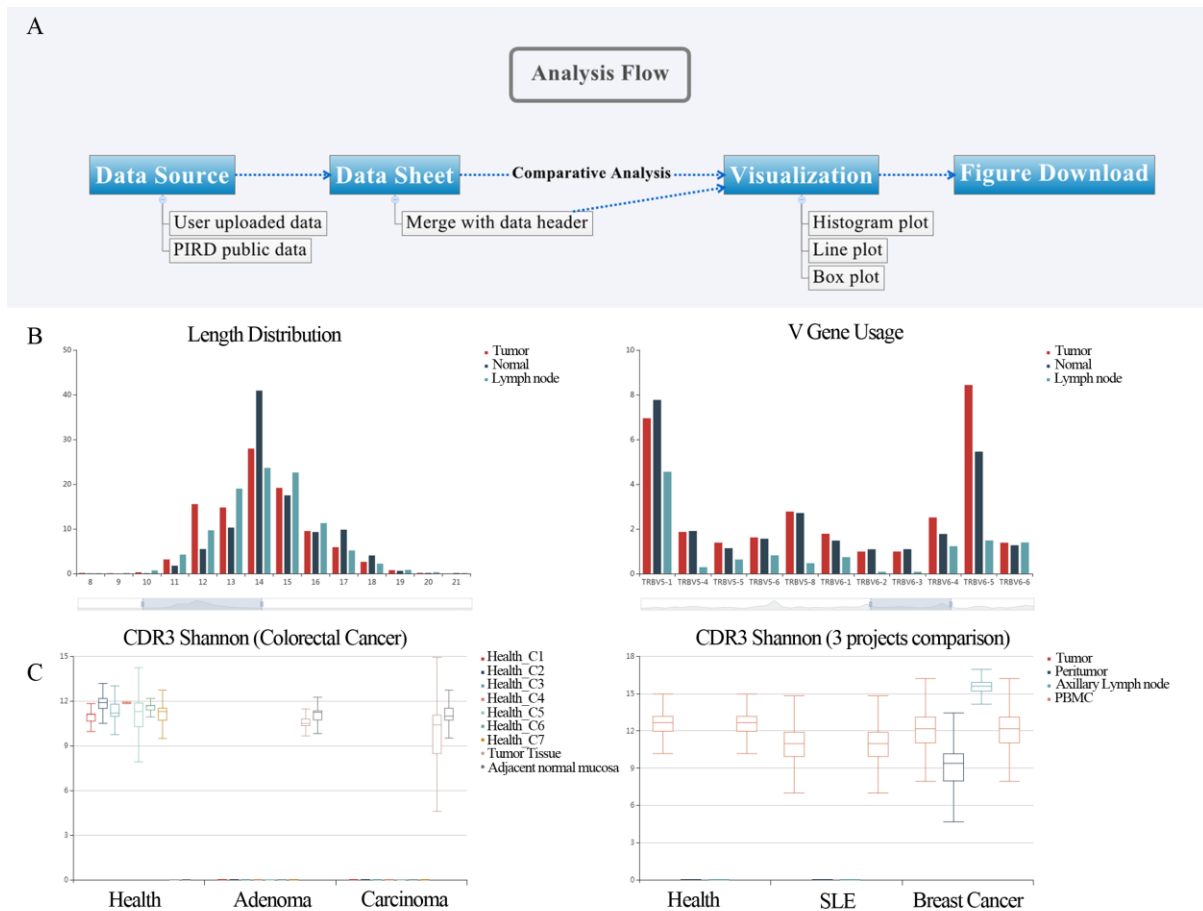 A
Analysis Flow
Data Source
Data Sheet
Comparative Analysis
Visualization
Figure Download
User uploaded data
PIRD public data
Merge with data header
Histogram plot
Line plot
Box plot
B
Length Distribution
Tumor
Nomal
Lymph node
50
40
30
20
10
0
8 9 10 11 12 13 14 15 16 17 18 19 20 21
V Gene Usage
Tumor
Nomal
Lymph node
10
8
6
4
2
0
TRBV5-1 TRBV5-4 TRBV5-5 TRBV5-6 TRBV5-8 TRBV6-1 TRBV6-2 TRBV6-3 TRBV6-4 TRBV6-5 TRBV6-6
C
CDR3 Shannon (Colorectal Cancer)
15
12
9
6
3
0
Health_C1
Health_C2
Health_C3
Health_C4
Health_C5
Health_C6
Health_C7
Tumor Tissue
Adjacent normal mucosa
Health Adenoma Carcinoma
CDR3 Shannon (3 projects comparison)
18
15
12
9
6
3
0
Tumor
Peritumor
Axillary Lymph node
PBMC
Health SLE Breast Cancer